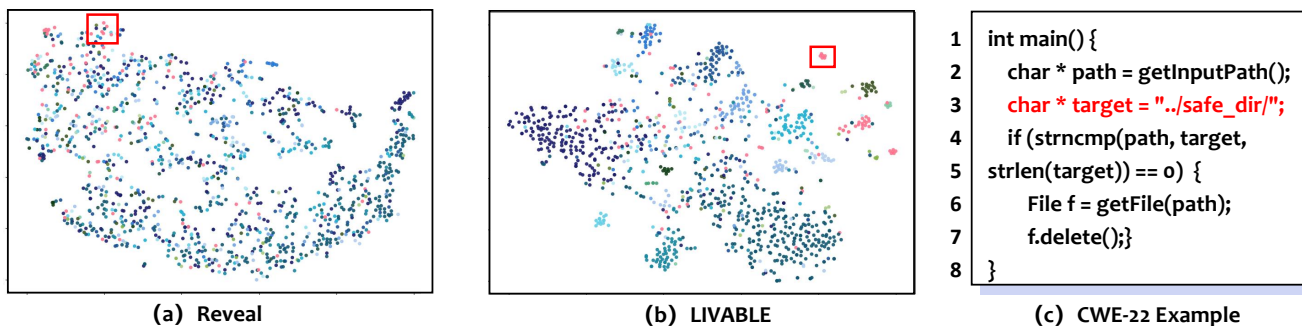 1 int main() {
2 char * path = getInputPath();
3 char * target = "../safe_dir/";
4 if (strncmp(path, target,
5 strlen(target)) == 0) {
6 File f = getFile(path);
7 f.delete();}
8 }
(a) Reveal
(b) LIVABLE
(c) CWE-22 Example